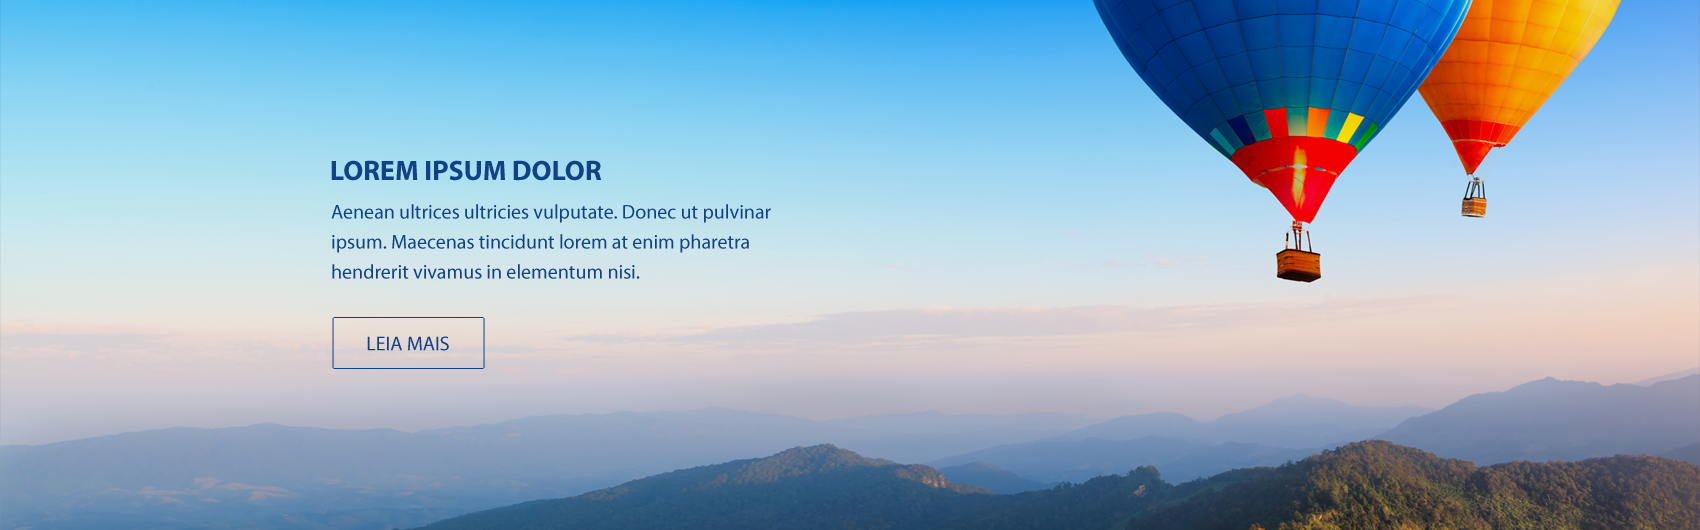 LOREM IPSUM DOLOR
Aenean ultrices ultricies vulputate. Donec ut pulvinar
ipsum. Maecenas tincidunt lorem at enim pharetra
hendrerit vivamus in elementum nisi.
LEIA MAIS